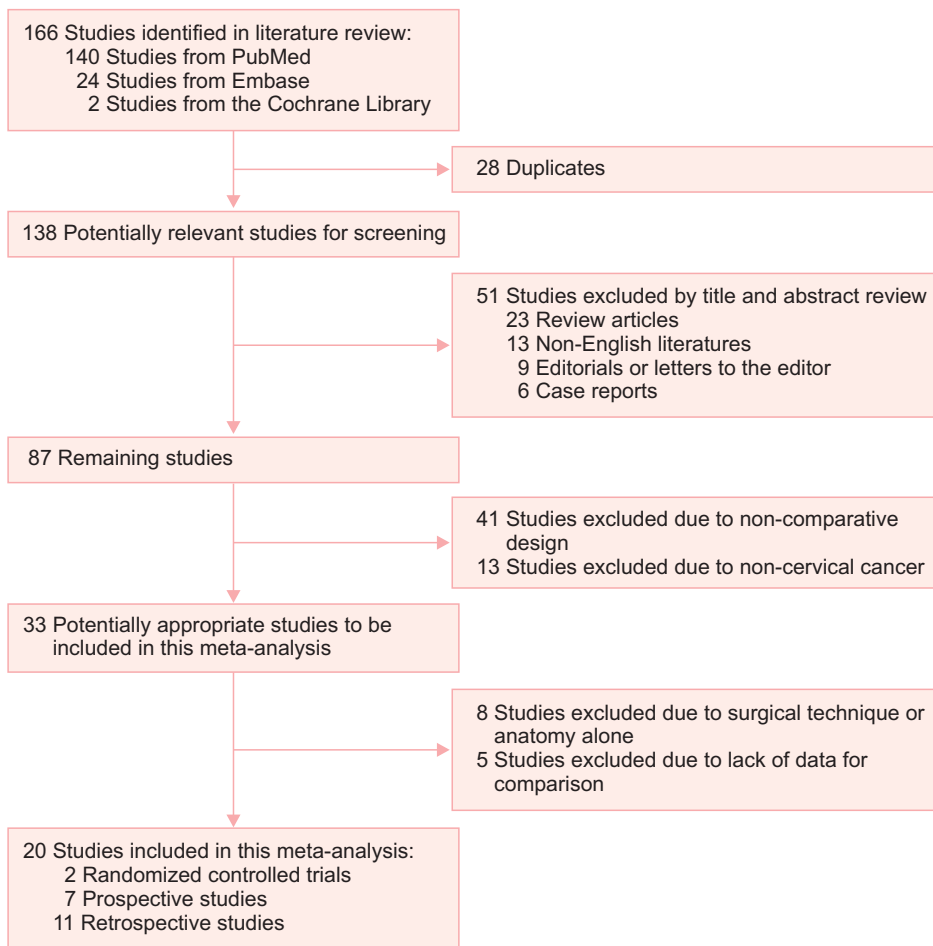 166 Studies identified in literature review:
140 Studies from PubMed
24 Studies from Embase
2 Studies from the Cochrane Library
28 Duplicates
138 Potentially relevant studies for screening
51 Studies excluded by title and abstract review
23 Review articles
13 Non-English literatures
9 Editorials or letters to the editor
6 Case reports
87 Remaining studies
41 Studies excluded due to non-comparative
design
13 Studies excluded due to non-cervical cancer
33 Potentially appropriate studies to be
included in this meta-analysis
8 Studies excluded due to surgical technique or
anatomy alone
5 Studies excluded due to lack of data for
comparison
20 Studies included in this meta-analysis:
2 Randomized controlled trials
7 Prospective studies
11 Retrospective studies